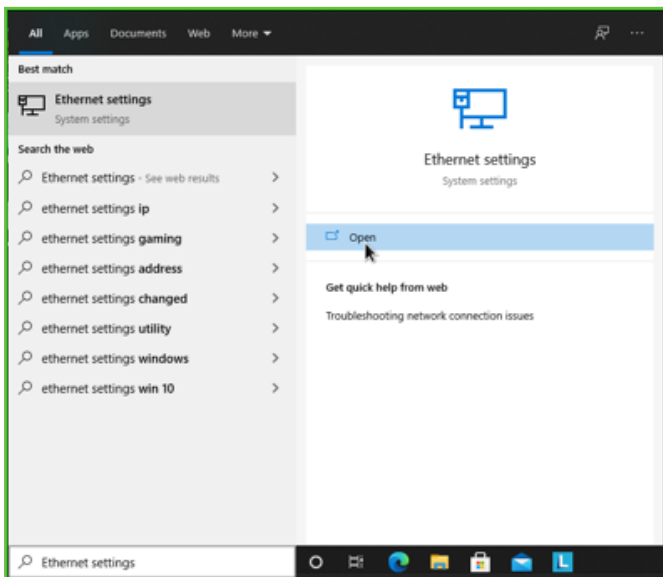 All Apps Documents Web More
Best match
Ethernet settings
System settings
Search the web
Ethernet settings - See web results
ethernet settings ip
ethernet settings gaming
ethernet settings address
ethernet settings changed
ethernet settings utility
ethernet settings windows
ethernet settings win 10
Ethernet settings
System settings
Open
Get quick help from web
Troubleshooting network connection issues
Ethernet settings
L